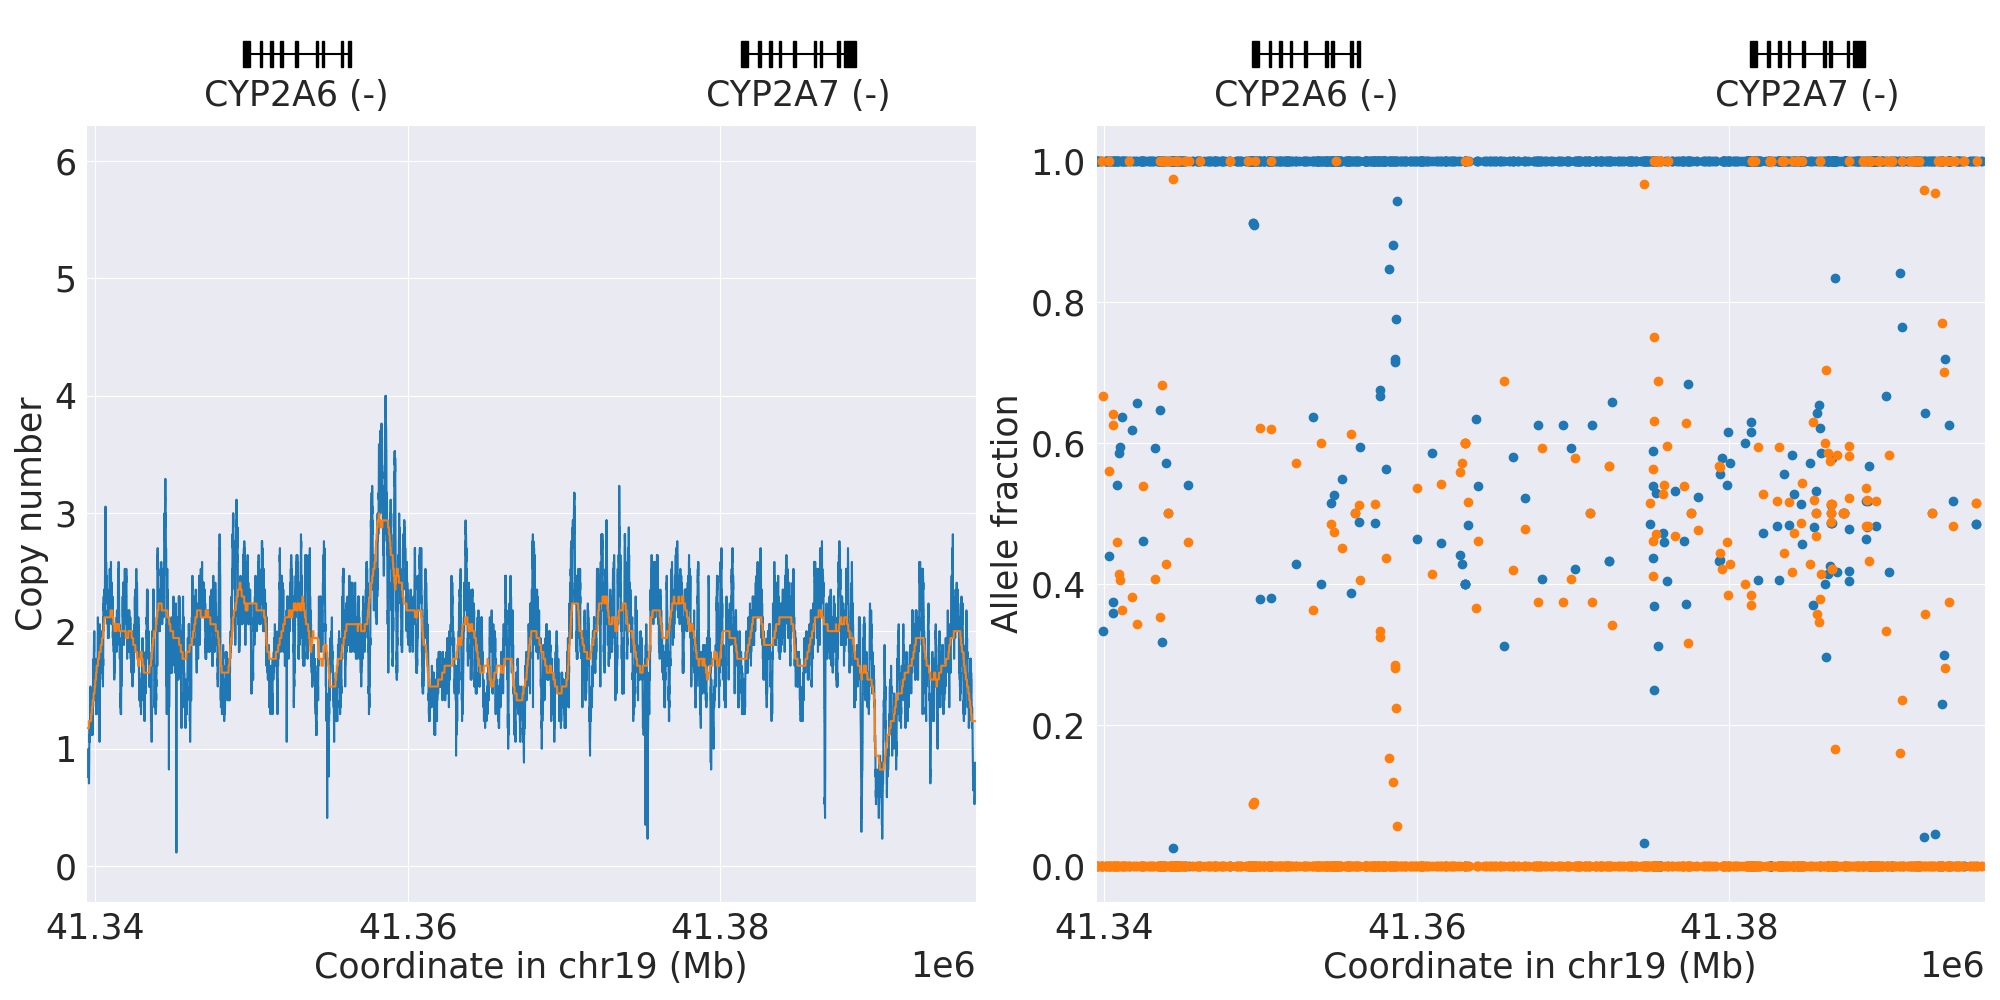 CYP2A6 (-)
CYP2A7 (-)
Copy number
6
5
4
3
2
1
0
41.34
41.36
41.38
Coordinate in chr19 (Mb)
1e6
CYP2A6 (-)
CYP2A7 (-)
Allele fraction
1.0
0.8
0.6
0.4
0.2
0.0
41.34
41.36
41.38
Coordinate in chr19 (Mb)
1e6